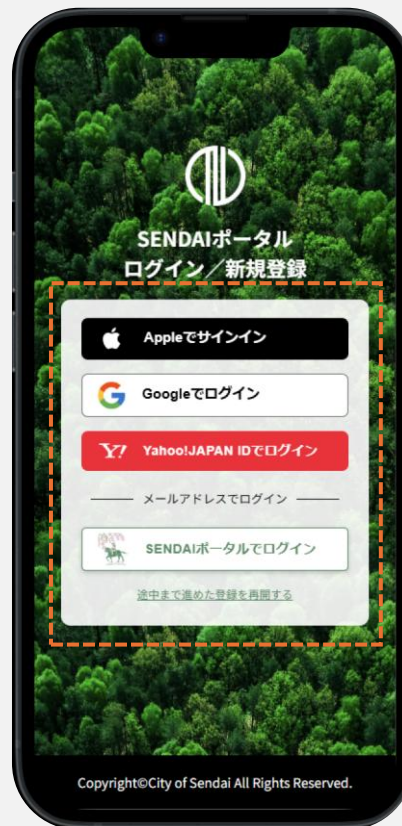 SENDAIポータル
ログイン／新規登録
Appleでサインイン
Googleでログイン
Y! Yahoo!JAPAN IDでログイン
メールアドレスでログイン
SENDAIポータルでログイン
途中まで進めた登録を再開する
Copyright©City of Sendai All Rights Reserved.